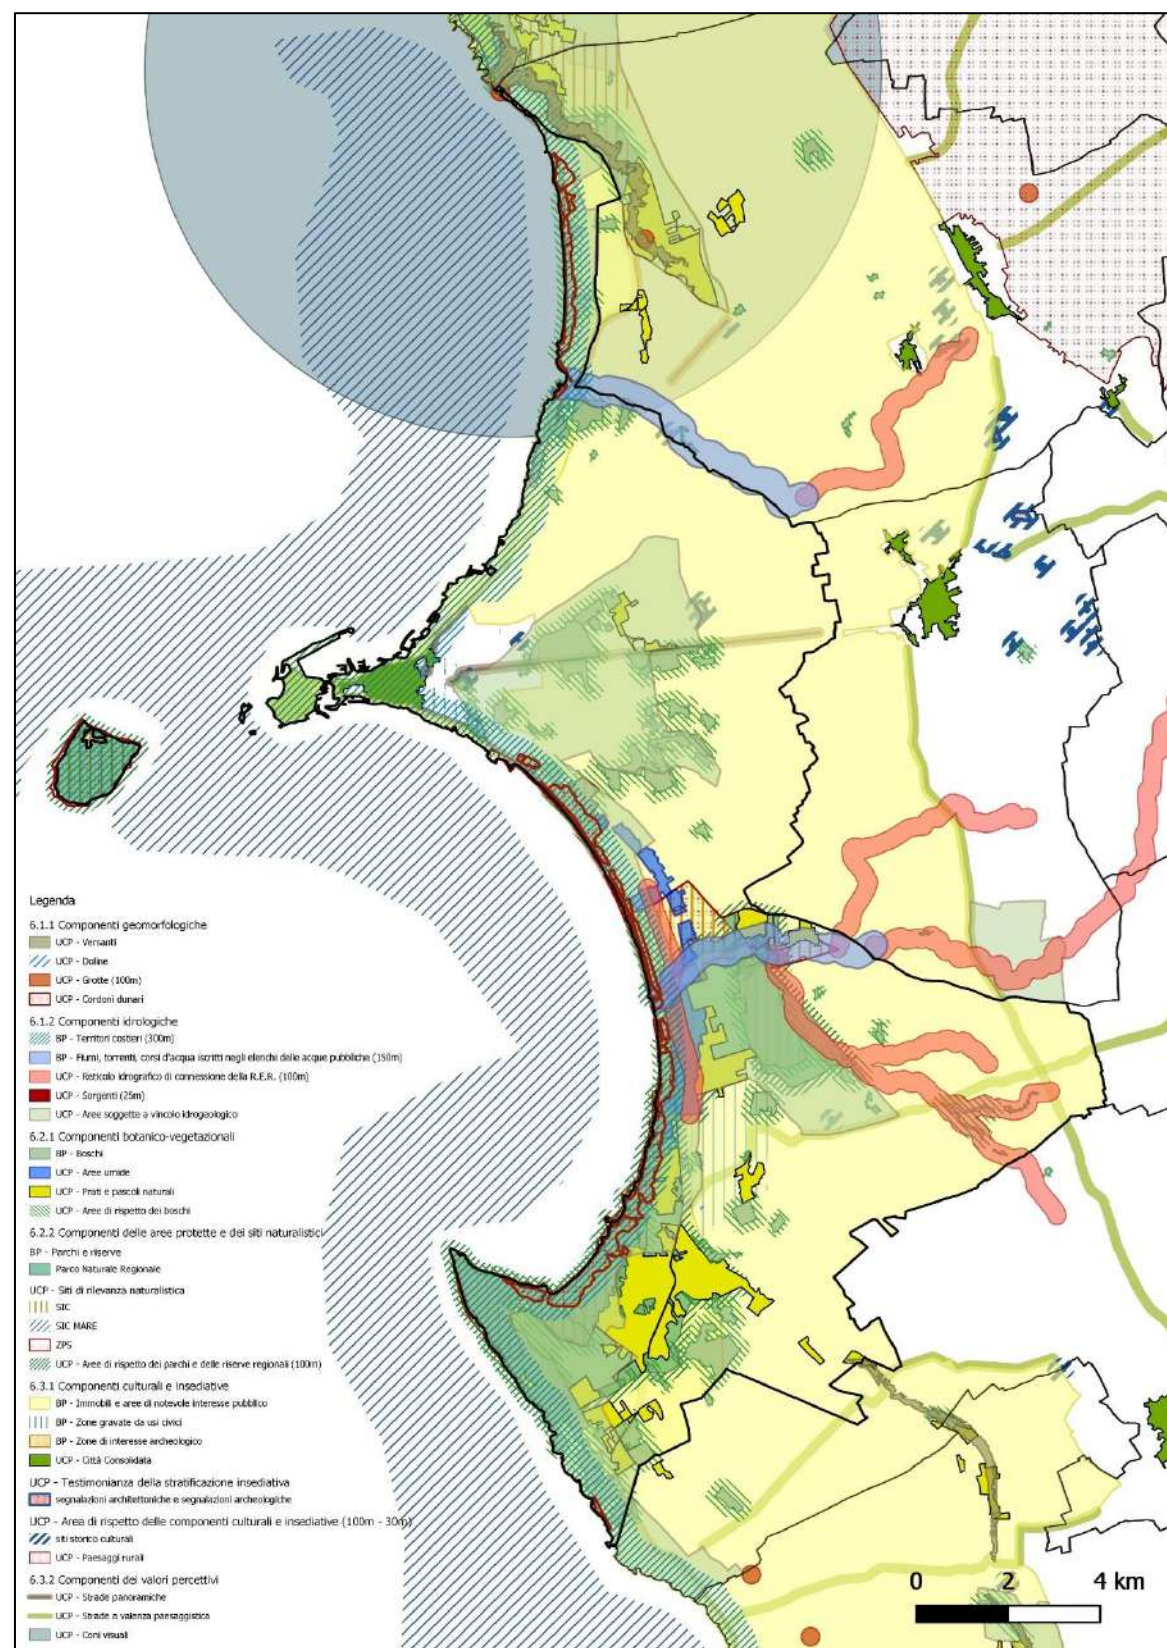 Legenda
6.1.1 Componenti geomorfologiche
UCP - Versanti
UCP - Doline
UCP - Grotte (100m)
UCP - Cordoni dunari
6.1.2 Componenti idrologiche
BP - Territori costieri (300m)
BP - Fiumi, torrenti, corsi d'acqua iscritti negli elenchi delle acque pubbliche (150m)
UCP - Reticolo idrografico di connessione della R.E.R. (100m)
UCP - Sorgenti (25m)
UCP - Aree soggette a vincolo idrogeologico
6.2.1 Componenti botanico-vegetazionali
BP - Boschi
UCP - Aree umide
UCP - Prati e pascoli naturali
UCP - Aree di rispetto dei boschi
6.2.2 Componenti delle aree protette e dei siti naturalistici
BP - Parchi e riserve
Parco Naturale Regionale
UCP - Siti di rilevanza naturalistica
SIC
SIC MARE
ZPS
UCP - Aree di rispetto dei parchi e delle riserve regionali (100m)
6.3.1 Componenti culturali e insediative
BP - Immobili e aree di notevole interesse pubblico
BP - Zone gravate da usi civici
BP - Zone di interesse archeologico
UCP - Città Consolidata
UCP - Testimonianza della stratificazione insediativa
segnalazioni architettoniche e segnalazioni archeologiche
UCP - Area di rispetto delle componenti culturali e insediative (100m - 30m)
siti storico culturali
UCP - Paesaggi rurali
6.3.2 Componenti dei valori percettivi
UCP - Strade panoramiche
UCP - Strade a valenza paesaggistica
UCP - Coni visuali
0 2 4 km